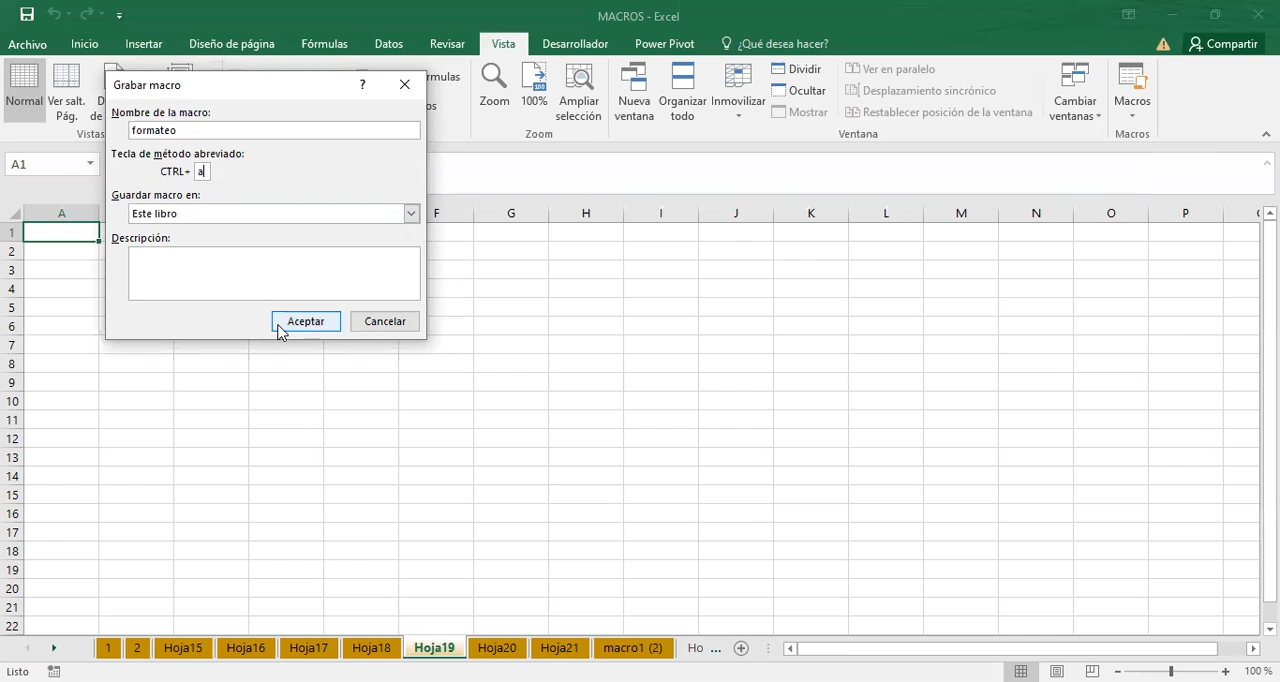 MACROS - Excel
Archivo Inicio Insertar Diseño de página Fórmulas Datos Revisar Vista Desarrollador Power Pivot ¿Qué desea hacer? Compartir
Normal Ver salt. Pág.
Vistas
Zoom 100% Ampliar selección
Zoom
Nueva ventana Organizar todo Inmovilizar
Dividir
Ocultar
Mostrar
Ver en paralelo
Desplazamiento sincrónico
Restablecer posición de la ventana
Cambiar ventanas
Ventana
Macros
Macros
Grabar macro ?
Nombre de la macro:
formateo
Tecla de método abreviado:
CTRL+ a
Guardar macro en:
Este libro
Descripción:
Aceptar Cancelar
A1
A F G H I J K L M N O P
1
2
3
4
5
6
7
8
9
10
11
12
13
14
15
16
17
18
19
20
21
22
1 2 Hoja15 Hoja16 Hoja17 Hoja18 Hoja19 Hoja20 Hoja21 macro1 (2) Ho ...
Listo 100 %